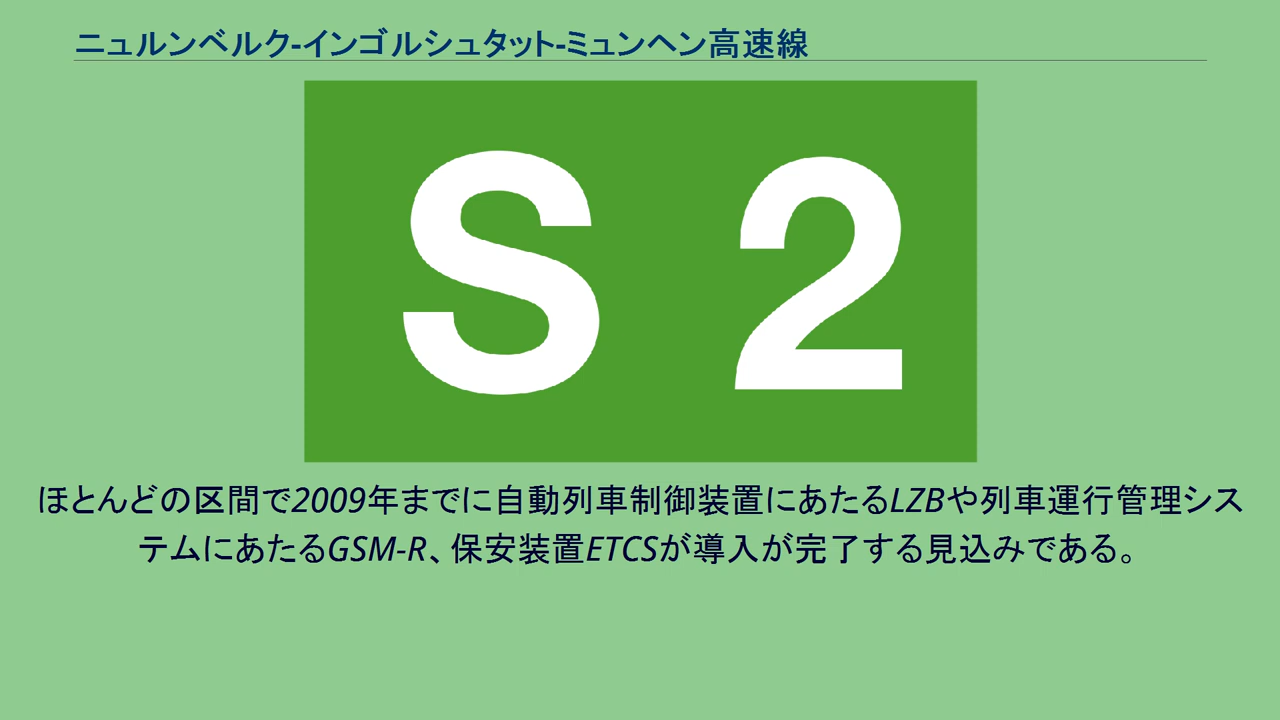 ニュルンベルク-インゴルシュタット-ミュンヘン高速線
S 2
ほとんどの区間で2009年までに自動列車制御装置にあたるLZBや列車運行管理シス
テムにあたるGSM-R、保安装置ETCSが導入が完了する見込みである。